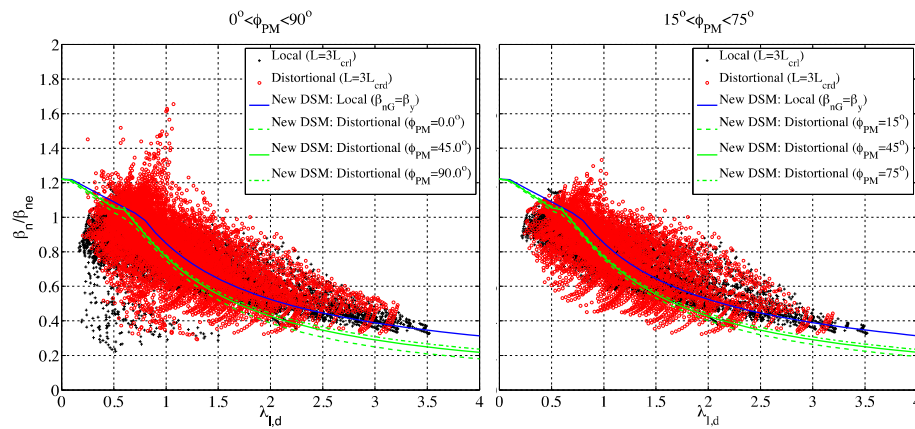 0°<ϕPM<90°
2
1.8
1.6
1.4
1.2
1
0.8
0.6
0.4
0.2
0
βn/βne
0 0.5 1 1.5 2 2.5 3 3.5 4
λl,d
Local (L=3Lcrl)
Distortional (L=3Lcrd)
New DSM: Local (βnG=βy)
New DSM: Distortional (ϕPM=0.0°)
New DSM: Distortional (ϕPM=45.0°)
New DSM: Distortional (ϕPM=90.0°)
15°<ϕPM<75°
0 0.5 1 1.5 2 2.5 3 3.5 4
λl,d
Local (L=3Lcrl)
Distortional (L=3Lcrd)
New DSM: Local (βnG=βy)
New DSM: Distortional (ϕPM=15°)
New DSM: Distortional (ϕPM=45°)
New DSM: Distortional (ϕPM=75°)